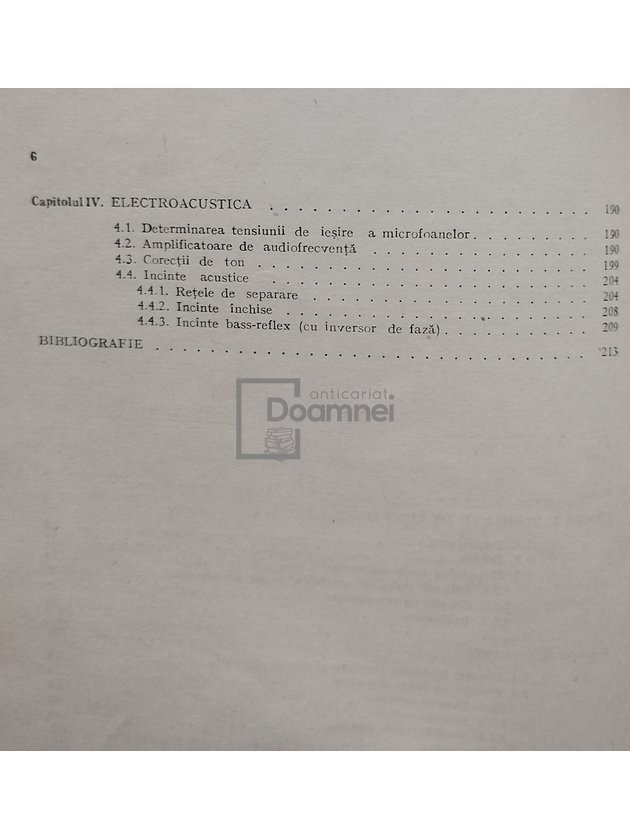 6
Capitolul IV. ELECTROACUSTICA . . . . . . . . . . . . . . . . . . 190
4.1. Determinarea tensiunii de ieșire a microfoanelor . . . . . . . 190
4.2. Amplificatoare de audiofrecvență . . . . . . . . . . . . 190
4.3. Corecții de ton . . . . . . . . . . . . . . . . . . 199
4.4. Incinte acustice . . . . . . . . . . . . . . . . . . 204
4.4.1. Rețele de separare . . . . . . . . . . . . . . . 204
4.4.2. Incinte închise . . . . . . . . . . . . . . . . 208
4.4.3. Incinte bass-reflex (cu inversor de fază) . . . . . . . . 209
BIBLIOGRAFIE . . . . . . . . . . . . . . . . . . . . . . . . 213
anticariat
Doamnei